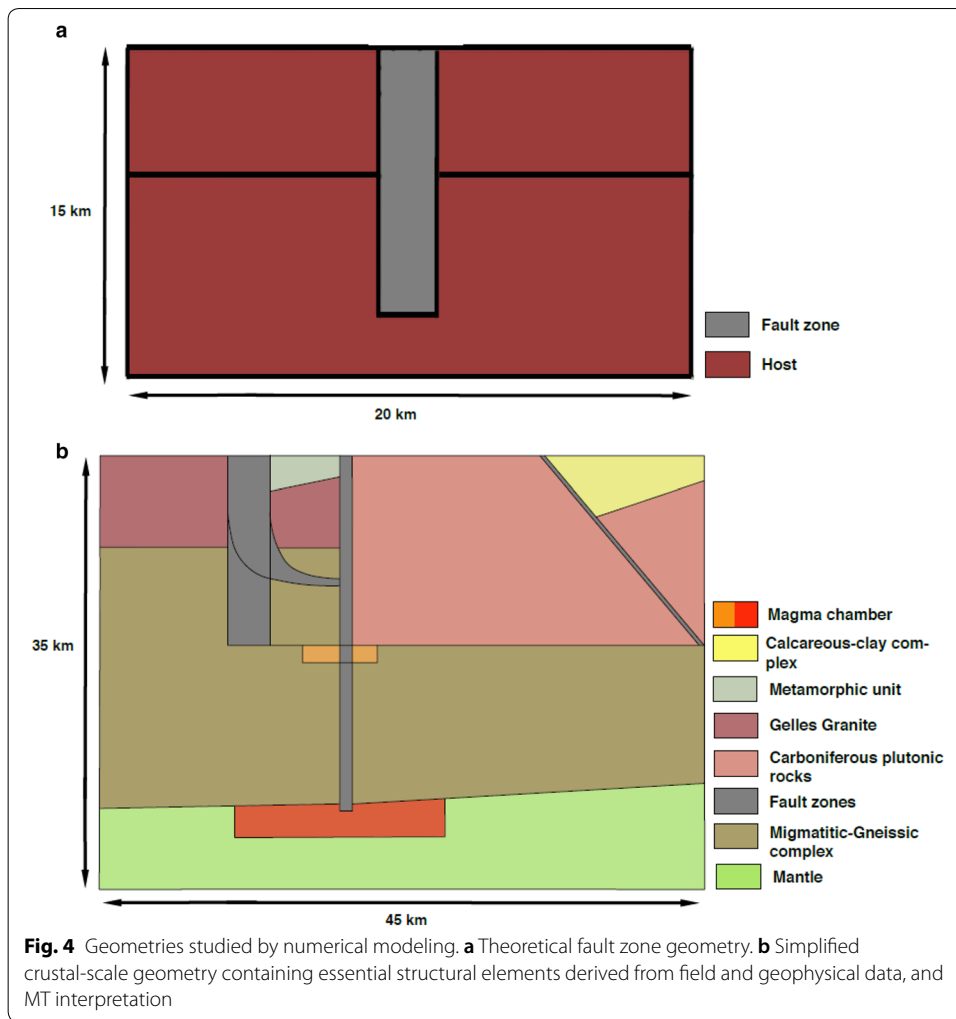 a
15 km
Fault zone
Host
20 km
b
35 km
Magma chamber
Calcareous-clay com-
plex
Metamorphic unit
Gelles Granite
Carboniferous plutonic
rocks
Fault zones
Migmatitic-Gneissic
complex
Mantle
45 km
Fig. 4 Geometries studied by numerical modeling. a Theoretical fault zone geometry. b Simplified
crustal-scale geometry containing essential structural elements derived from field and geophysical data, and
MT interpretation